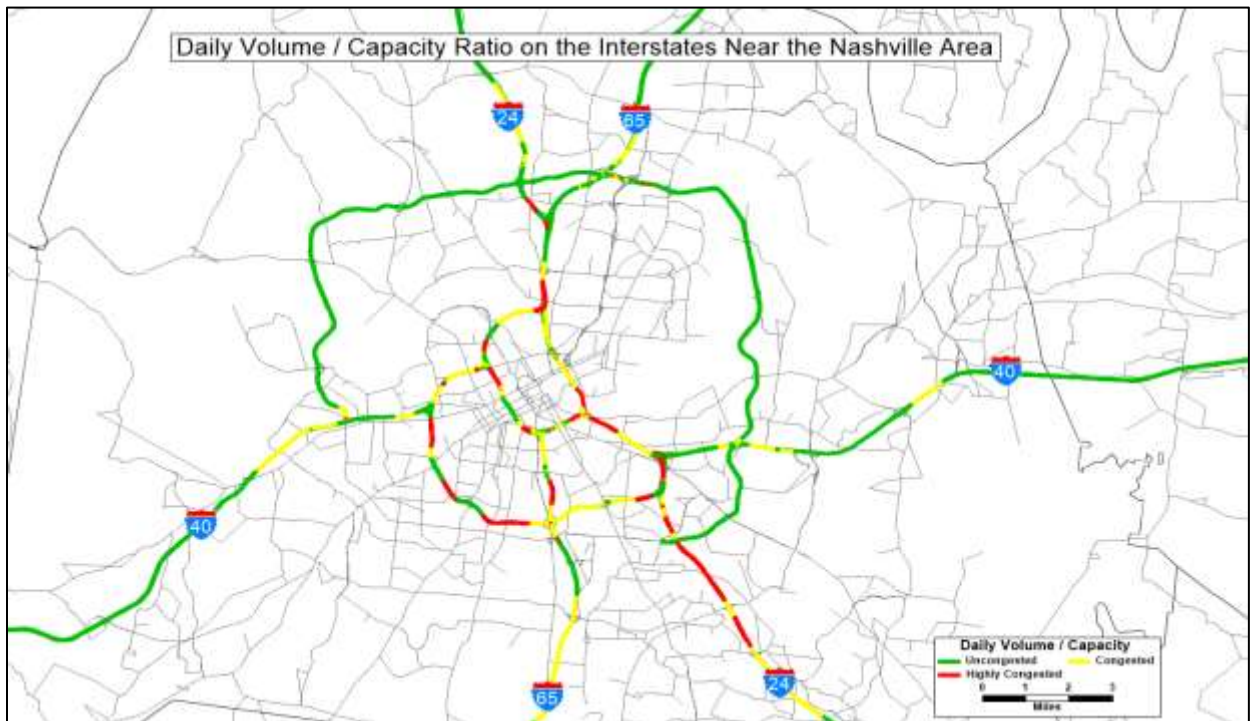 Daily Volume / Capacity Ratio on the Interstates Near the Nashville Area
24
65
40
40
65
24
Daily Volume / Capacity
Uncongested Congested
Highly Congested
0 1 2 3
Miles